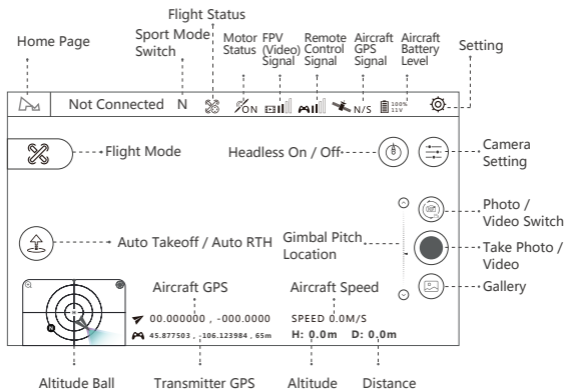 Flight Status
Home Page
Sport Mode
Switch
Motor
Status
FPV
(Video)
Signal
Remote
Control
Signal
Aircraft
GPS
Signal
Aircraft
Battery
Level
Setting
Not Connected N ON N/S 100%
11V
Flight Mode
Headless On / Off
Camera
Setting
Photo /
Video Switch
Auto Takeoff / Auto RTH
Gimbal Pitch
Location
Take Photo /
Video
Gallery
Aircraft GPS
Aircraft Speed
00.000000 , -000.0000 SPEED 0.0M/S
45.877503 , -106.123984 , 65m H: 0.0m D: 0.0m
Altitude Ball
Transmitter GPS
Altitude
Distance